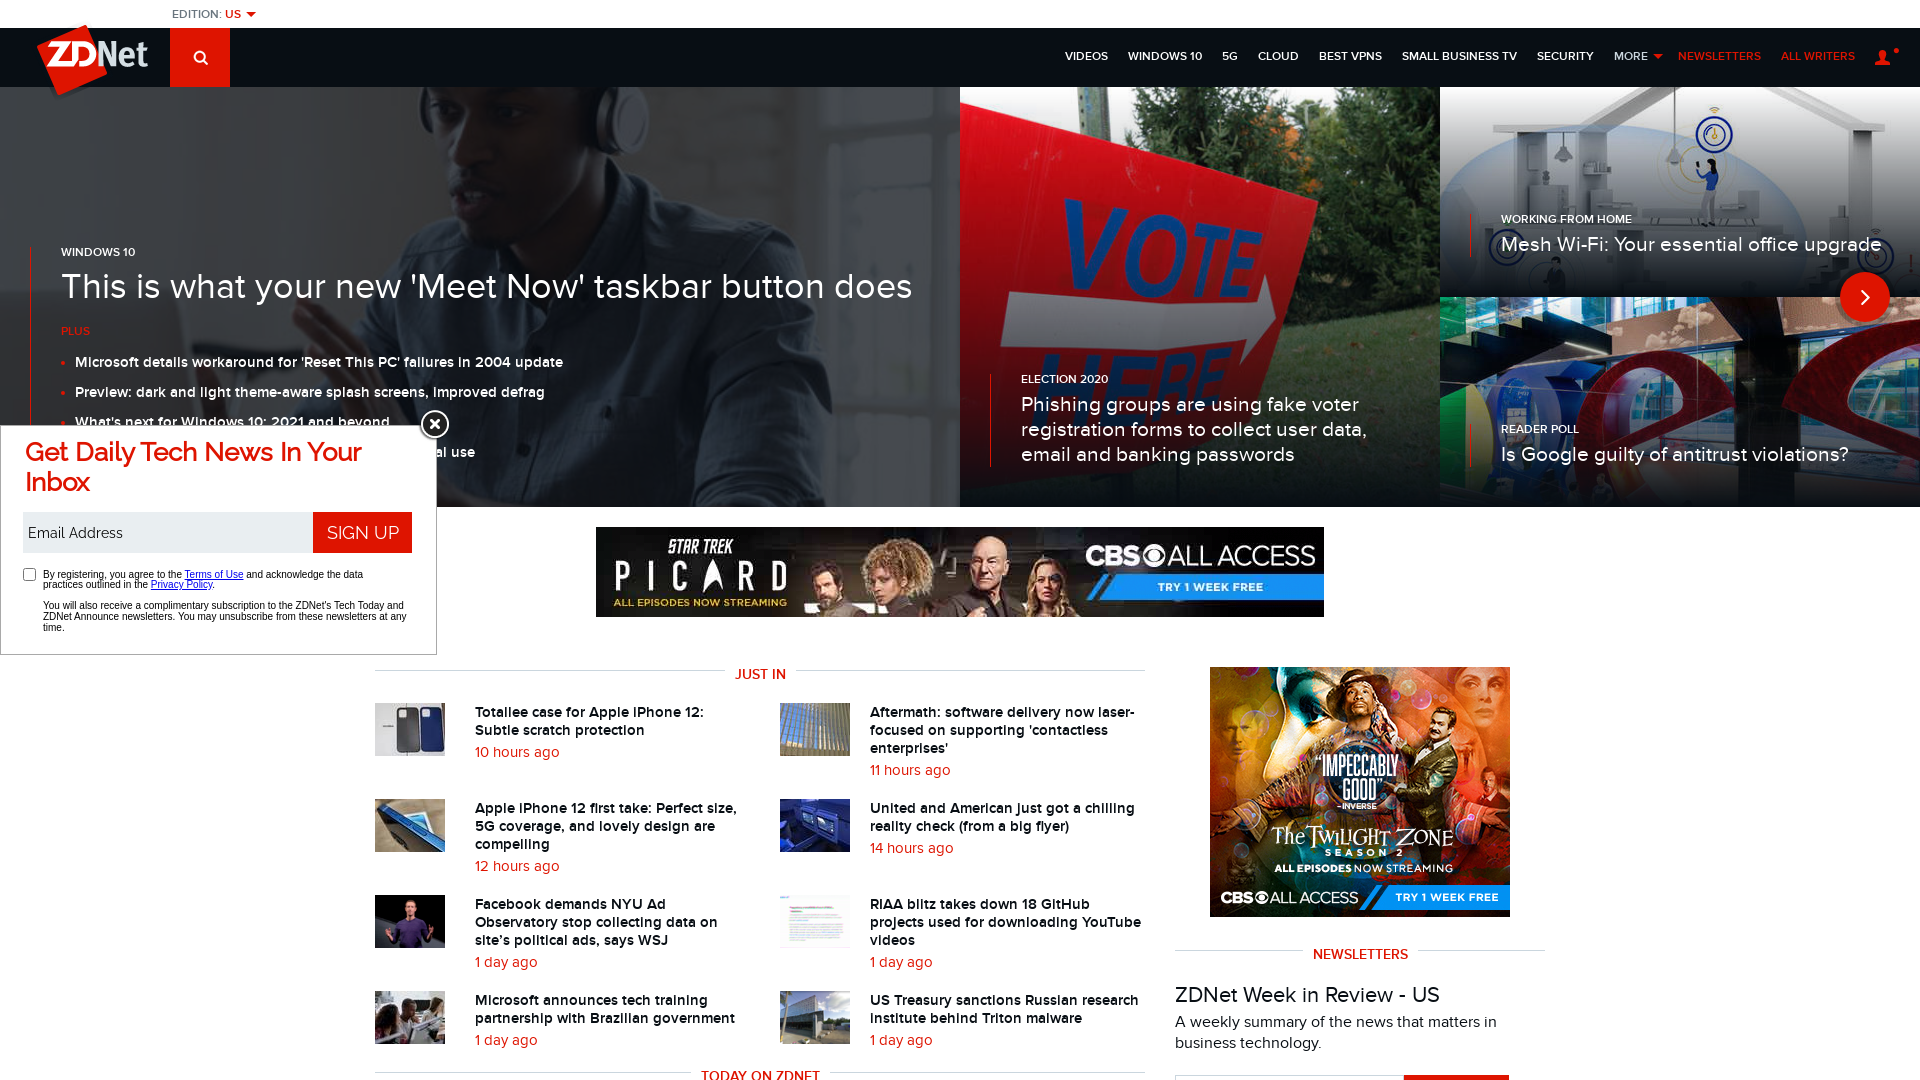 EDITION: US
ZDNet
VIDEOS WINDOWS 10 5G CLOUD BEST VPNS SMALL BUSINESS TV SECURITY MORE NEWSLETTERS ALL WRITERS
WINDOWS 10
This is what your new 'Meet Now' taskbar button does
PLUS
Microsoft details workaround for 'Reset This PC' failures in 2004 update
Preview: dark and light theme-aware splash screens, improved defrag
What's next for Windows 10: 2021 and beyond
al use
VOTE
HERE
ELECTION 2020
Phishing groups are using fake voter
registration forms to collect user data,
email and banking passwords
WORKING FROM HOME
Mesh Wi-Fi: Your essential office upgrade
READER POLL
Is Google guilty of antitrust violations?
Get Daily Tech News In Your
Inbox
Email Address
SIGN UP
By registering, you agree to the Terms of Use and acknowledge the data
practices outlined in the Privacy Policy.
You will also receive a complimentary subscription to the ZDNet's Tech Today and
ZDNet Announce newsletters. You may unsubscribe from these newsletters at any
time.
STAR TREK
PICARD
ALL EPISODES NOW STREAMING
CBS ALL ACCESS
TRY 1 WEEK FREE
JUST IN
Totallee case for Apple iPhone 12:
Subtle scratch protection
10 hours ago
Aftermath: software delivery now laser-
focused on supporting 'contactless
enterprises'
11 hours ago
Apple iPhone 12 first take: Perfect size,
5G coverage, and lovely design are
compelling
12 hours ago
United and American just got a chilling
reality check (from a big flyer)
14 hours ago
Facebook demands NYU Ad
Observatory stop collecting data on
site's political ads, says WSJ
1 day ago
RIAA blitz takes down 18 GitHub
projects used for downloading YouTube
videos
1 day ago
Microsoft announces tech training
partnership with Brazilian government
1 day ago
US Treasury sanctions Russian research
institute behind Triton malware
1 day ago
TODAY ON ZDNET
"IMPECCABLY
GOOD"
-INVERSE
The TWILIGHT ZONE
SEASON 2
ALL EPISODES NOW STREAMING
CBS ALL ACCESS
TRY 1 WEEK FREE
NEWSLETTERS
ZDNet Week in Review - US
A weekly summary of the news that matters in
business technology.